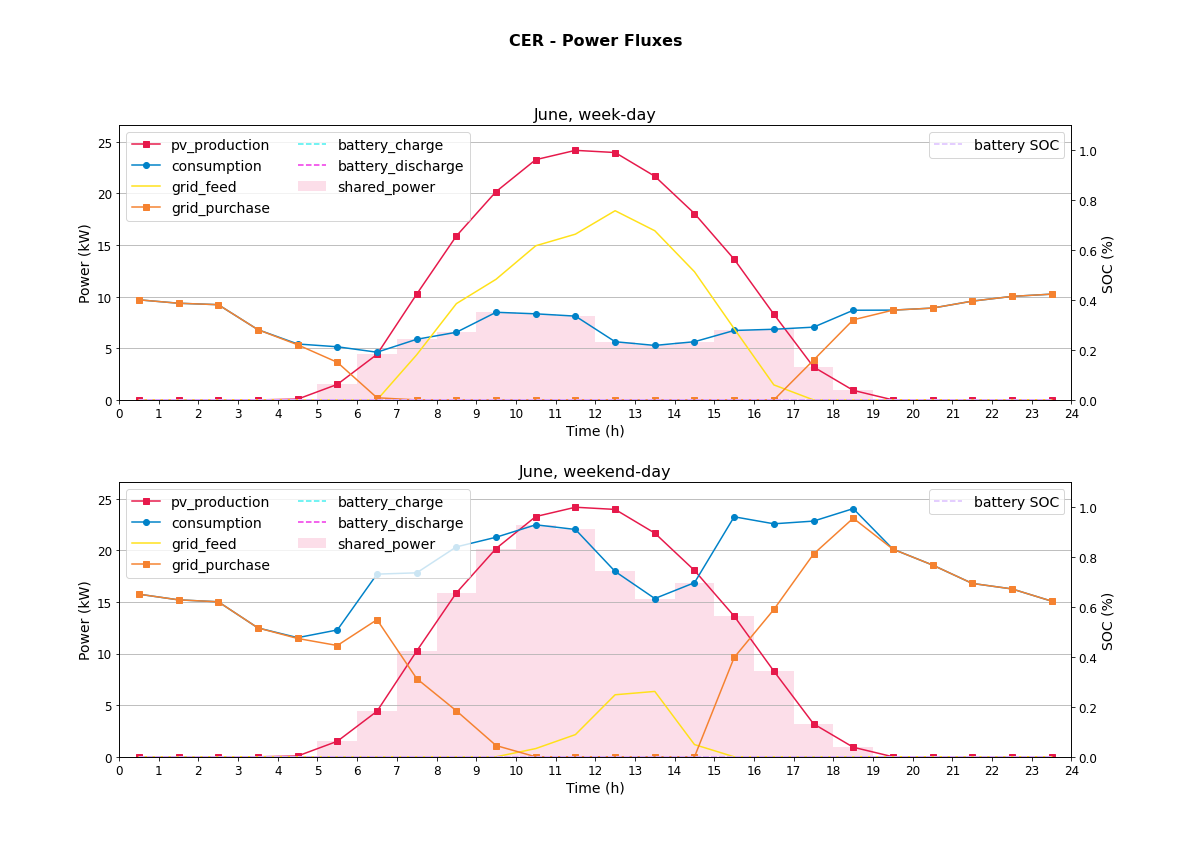 CER - Power Fluxes
June, week-day
pv_production
consumption
grid_feed
grid_purchase
battery_charge
battery_discharge
shared_power
battery SOC
Power (kW)
25
20
15
10
5
0
SOC (%)
1.0
0.8
0.6
0.4
0.2
0.0
0 1 2 3 4 5 6 7 8 9 10 11 12 13 14 15 16 17 18 19 20 21 22 23 24
Time (h)
June, weekend-day
pv_production
consumption
grid_feed
grid_purchase
battery_charge
battery_discharge
shared_power
battery SOC
Power (kW)
25
20
15
10
5
0
SOC (%)
1.0
0.8
0.6
0.4
0.2
0.0
0 1 2 3 4 5 6 7 8 9 10 11 12 13 14 15 16 17 18 19 20 21 22 23 24
Time (h)